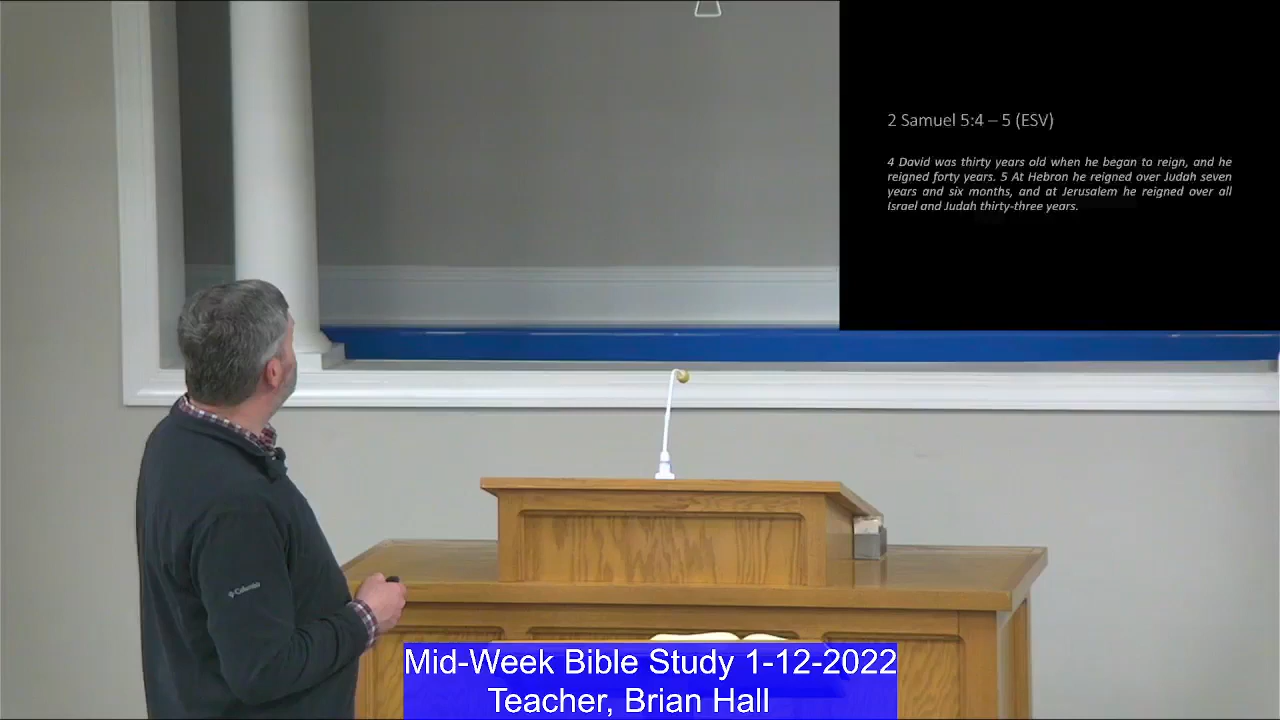 2 Samuel 5:4 – 5 (ESV)
4 David was thirty years old when he began to reign, and he
reigned forty years. 5 At Hebron he reigned over Judah seven
years and six months, and at Jerusalem he reigned over all
Israel and Judah thirty-three years.
Columbia
Mid-Week Bible Study 1-12-2022
Teacher, Brian Hall